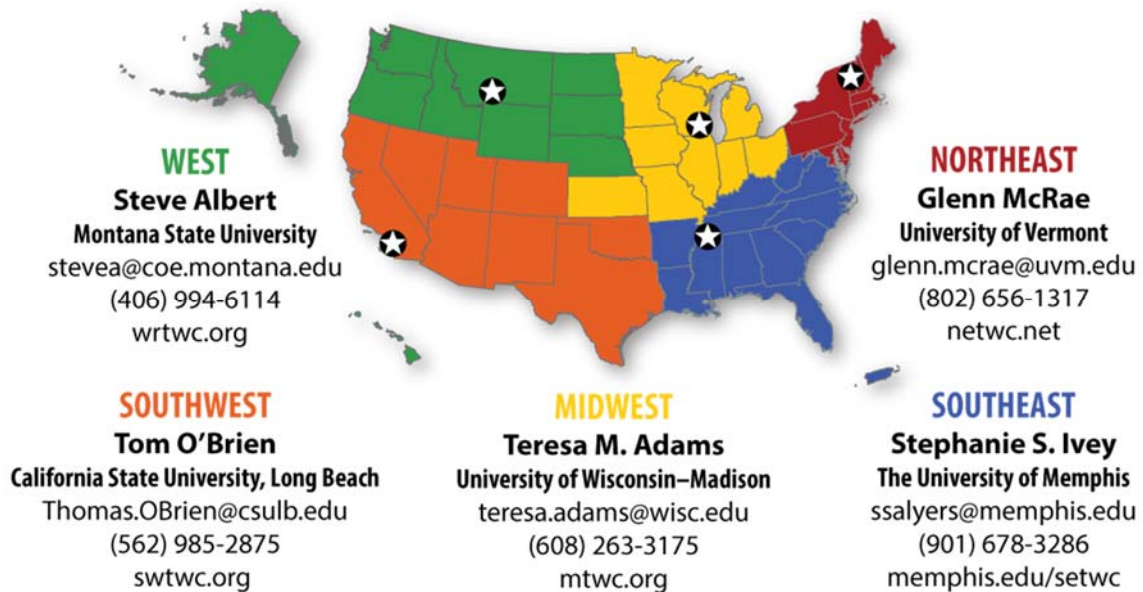 WEST
Steve Albert
Montana State University
stevea@coe.montana.edu
(406) 994-6114
wrtwc.org
NORTHEAST
Glenn McRae
University of Vermont
glenn.mcrae@uvm.edu
(802) 656-1317
netwc.net
SOUTHWEST
Tom O’Brien
California State University, Long Beach
Thomas.OBrien@csulb.edu
(562) 985-2875
swtwc.org
MIDWEST
Teresa M. Adams
University of Wisconsin–Madison
teresa.adams@wisc.edu
(608) 263-3175
mtwc.org
SOUTHEAST
Stephanie S. Ivey
The University of Memphis
ssalyers@memphis.edu
(901) 678-3286
memphis.edu/setwc